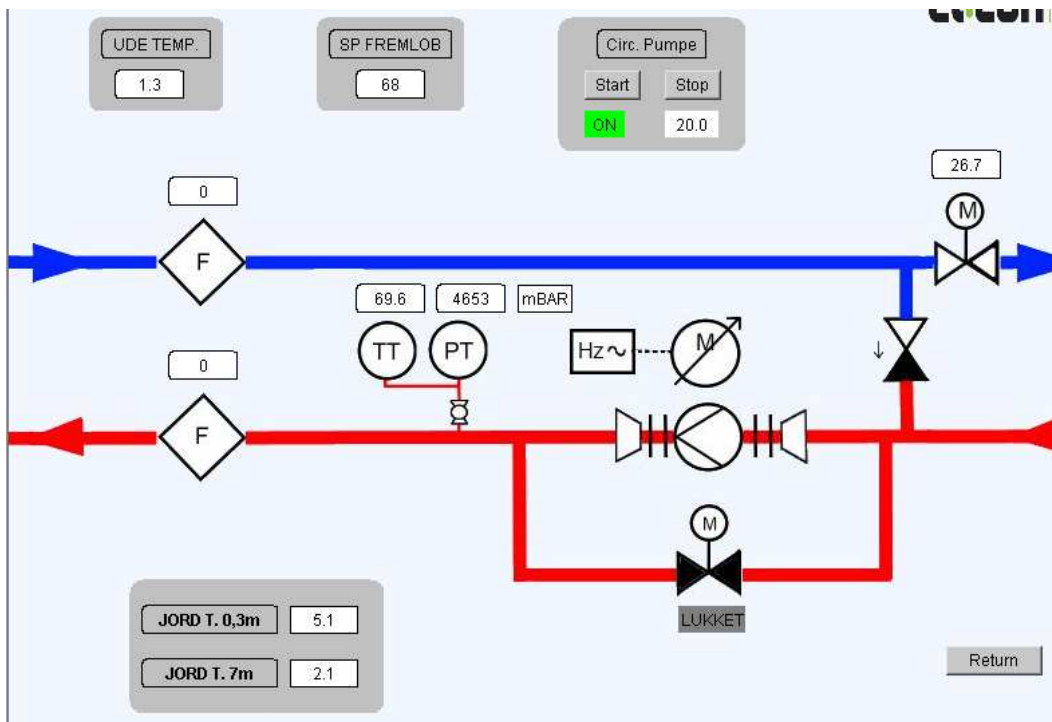 UDE TEMP.
1.3
SP FREMLOB
68
Circ. Pumpe
Start Stop
ON 20.0
26.7
M
0
F
69.6 4653 mBAR
TT PT
Hz M
0
F
M
LUKKET
JORD T. 0,3m 5.1
JORD T. 7m 2.1
Return